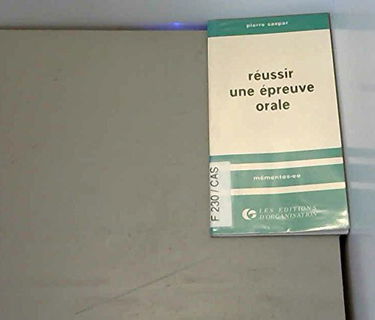 pierre caspar
réussir
une épreuve
orale
mémentos-eo
LES EDITIONS
D'ORGANISATION
F 230 / CAS